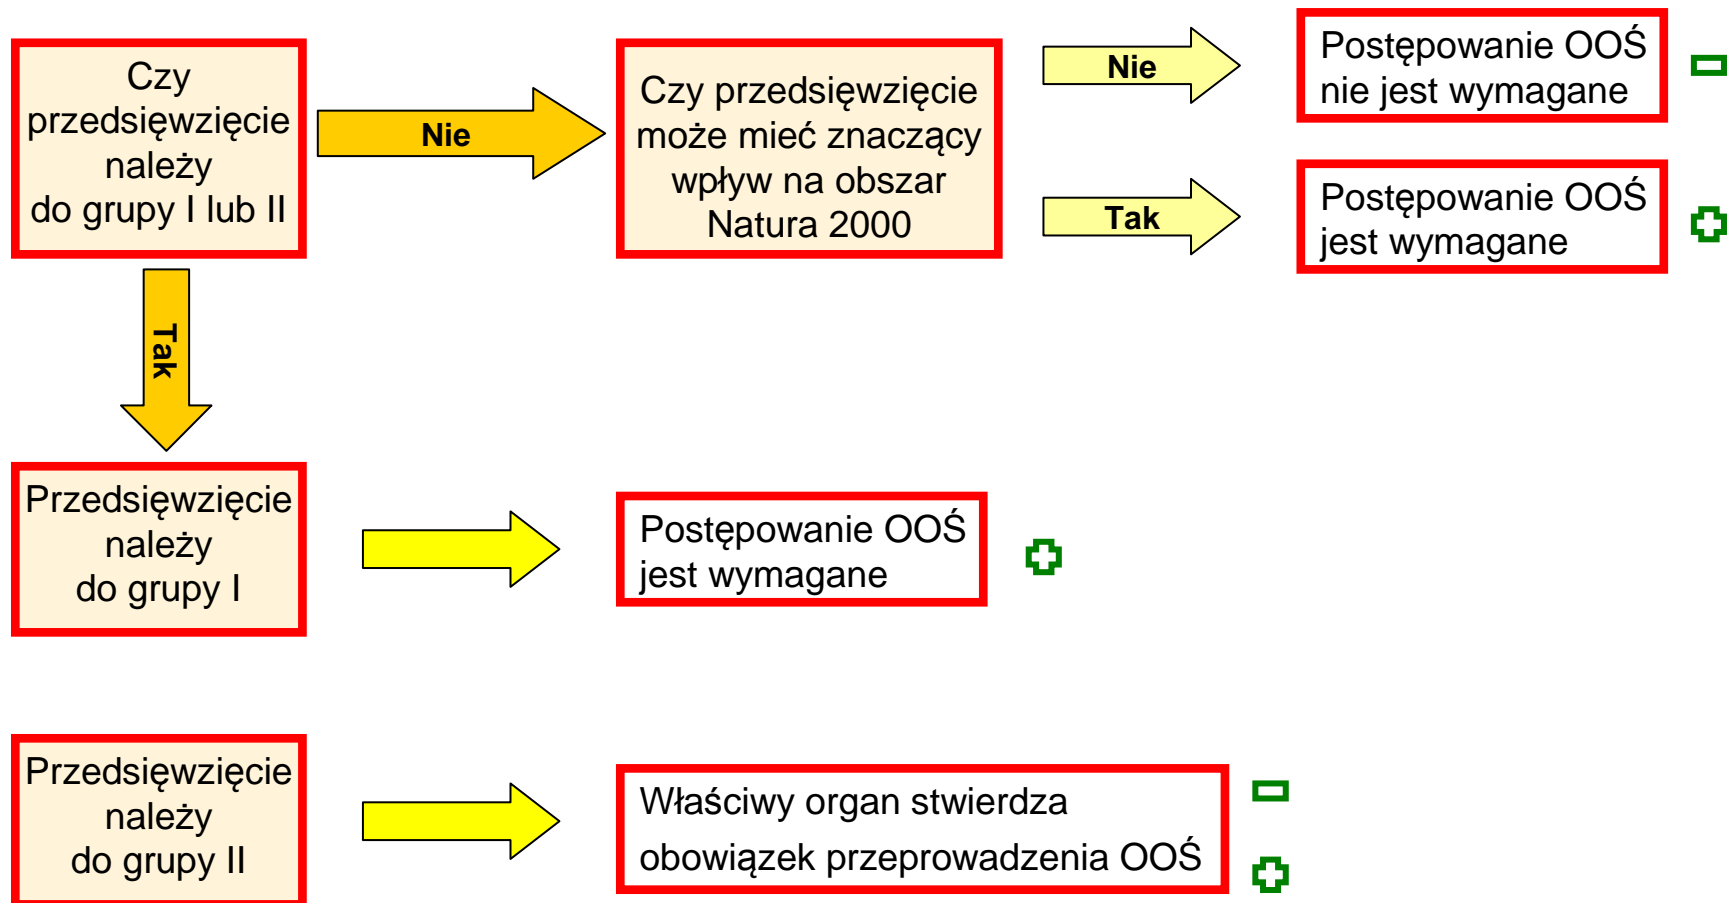 Czy
przedsięwzięcie
należy
do grupy I lub II
Nie
Czy przedsięwzięcie
może mieć znaczący
wpływ na obszar
Natura 2000
Nie
Postępowanie OOŚ
nie jest wymagane
Tak
Postępowanie OOŚ
jest wymagane
Tak
Przedsięwzięcie
należy
do grupy I
Postępowanie OOŚ
jest wymagane
Przedsięwzięcie
należy
do grupy II
Właściwy organ stwierdza
obowiązek przeprowadzenia OOŚ